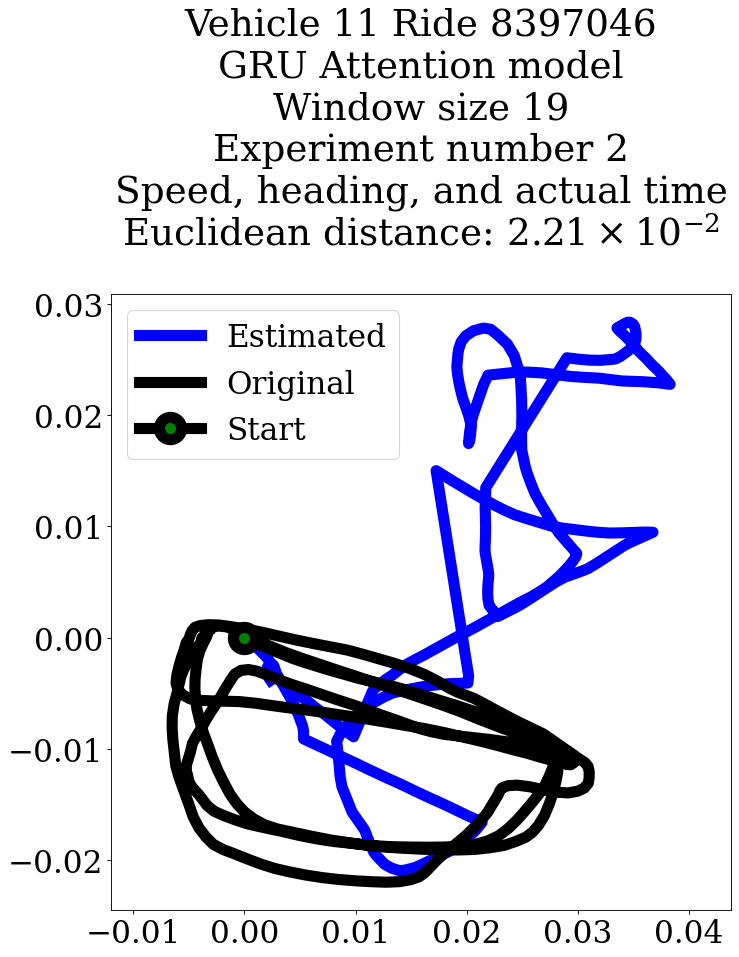 Vehicle 11 Ride 8397046
GRU Attention model
Window size 19
Experiment number 2
Speed, heading, and actual time
Euclidean distance: 2.21 × 10⁻²
0.03
0.02
0.01
0.00
−0.01
−0.02
Estimated
Original
Start
−0.01 0.00 0.01 0.02 0.03 0.04